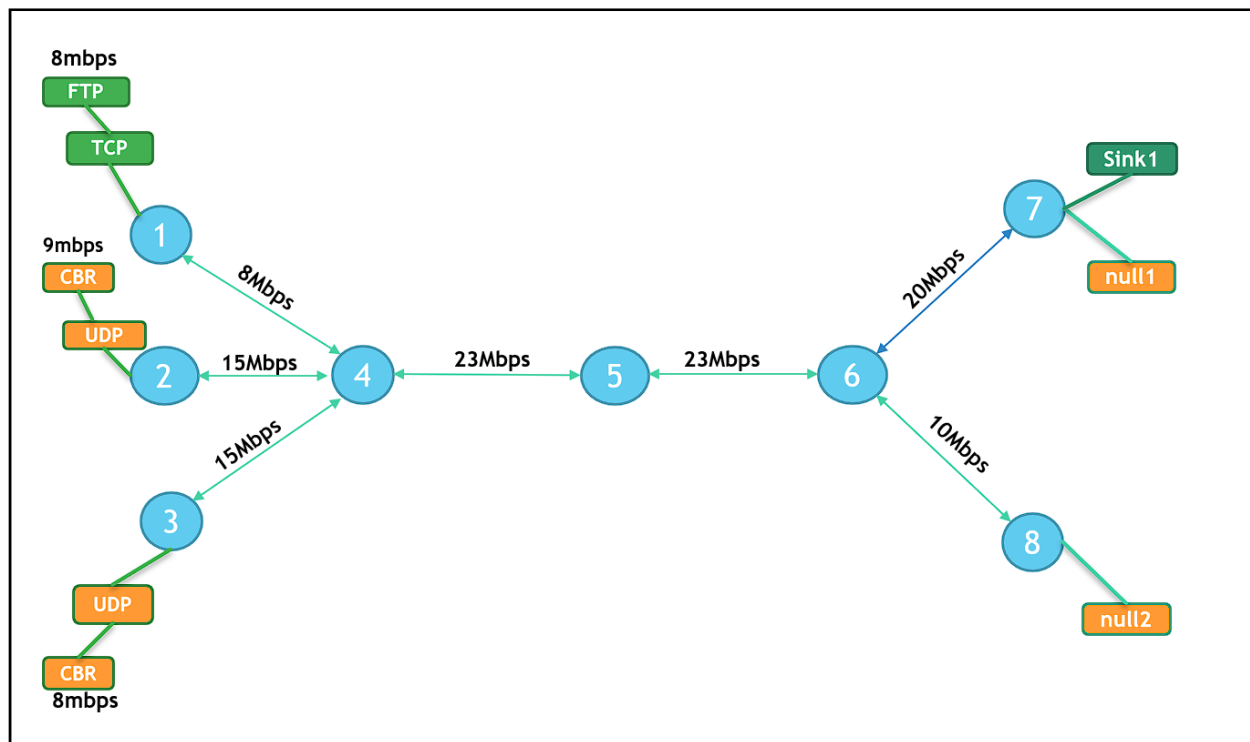 8mbps
FTP
TCP
1
9mbps
CBR
UDP
2
8Mbps
15Mbps
4
23Mbps
5
23Mbps
6
20Mbps
7
Sink1
null1
15Mbps
3
UDP
CBR
8mbps
10Mbps
8
null2